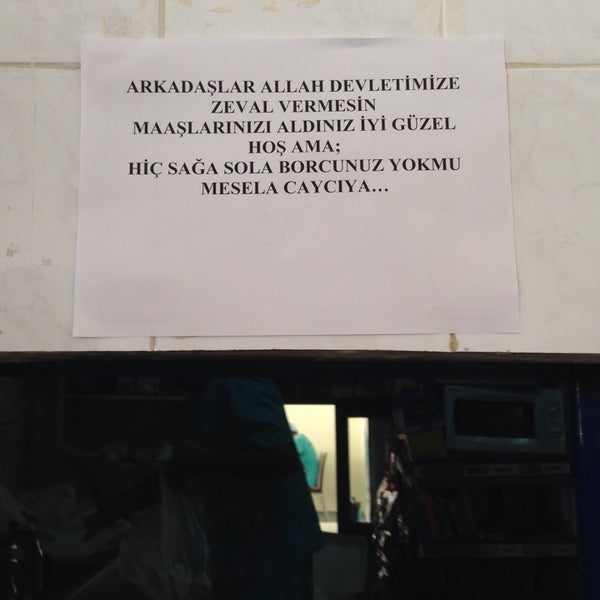 ARKADAŞLAR ALLAH DEVLETİMİZE
ZEVAL VERMESİN
MAAŞLARINIZI ALDINIZ İYİ GÜZEL
HOŞ AMA;
HİÇ SAĞA SOLA BORCUNUZ YOKMU
MESELA CAYCIYA…